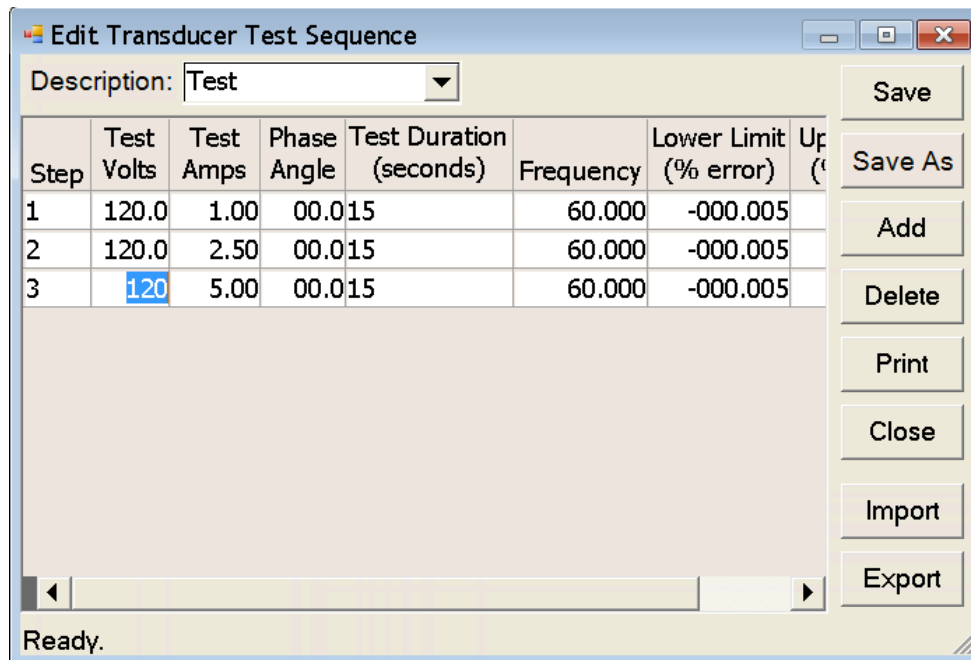 Edit Transducer Test Sequence
Description: Test
Step Test Volts Test Amps Phase Angle Test Duration (seconds) Frequency Lower Limit (% error)
1 120.0 1.00 00.0 15 60.000 -000.005
2 120.0 2.50 00.0 15 60.000 -000.005
3 120 5.00 00.0 15 60.000 -000.005
Save
Save As
Add
Delete
Print
Close
Import
Export
Ready.